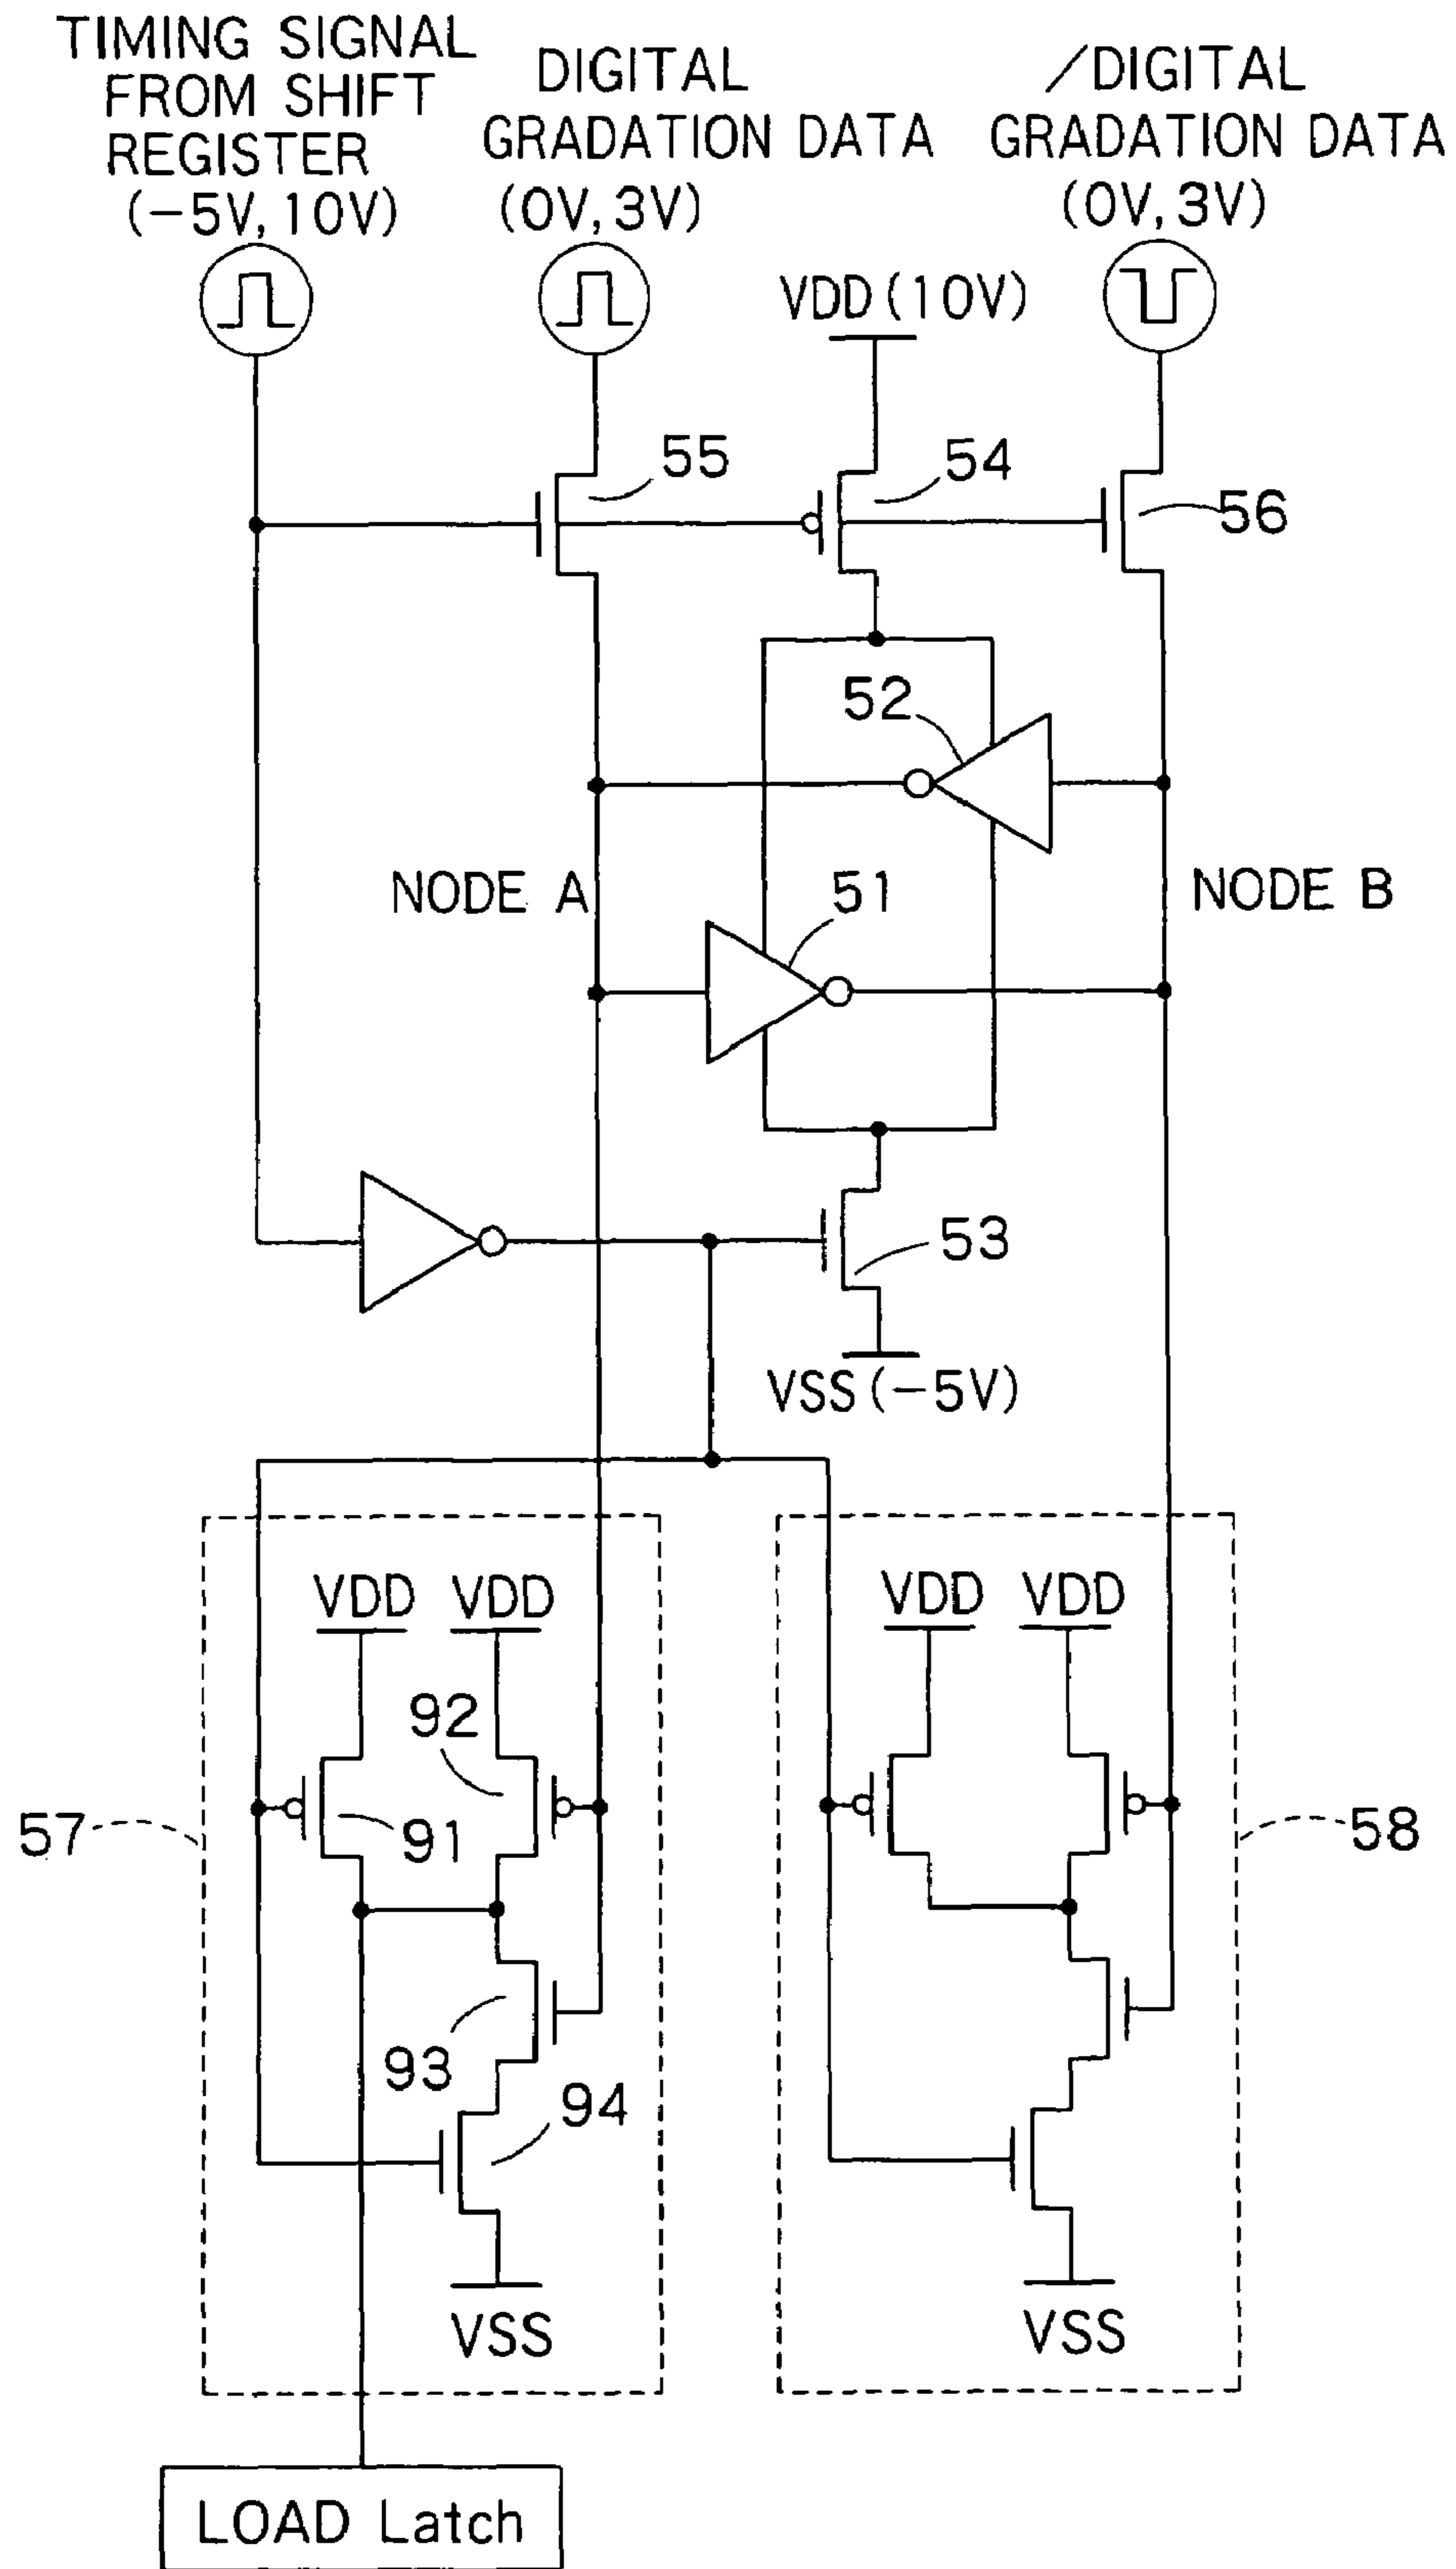 TIMING SIGNAL
FROM SHIFT
REGISTER
(−5V, 10V)
DIGITAL
GRADATION DATA
(0V, 3V)
/DIGITAL
GRADATION DATA
(0V, 3V)
VDD (10V)
55
54
56
52
NODE A
51
NODE B
53
VSS (−5V)
VDD VDD
VDD VDD
92
57
91
58
93
94
VSS
VSS
LOAD Latch